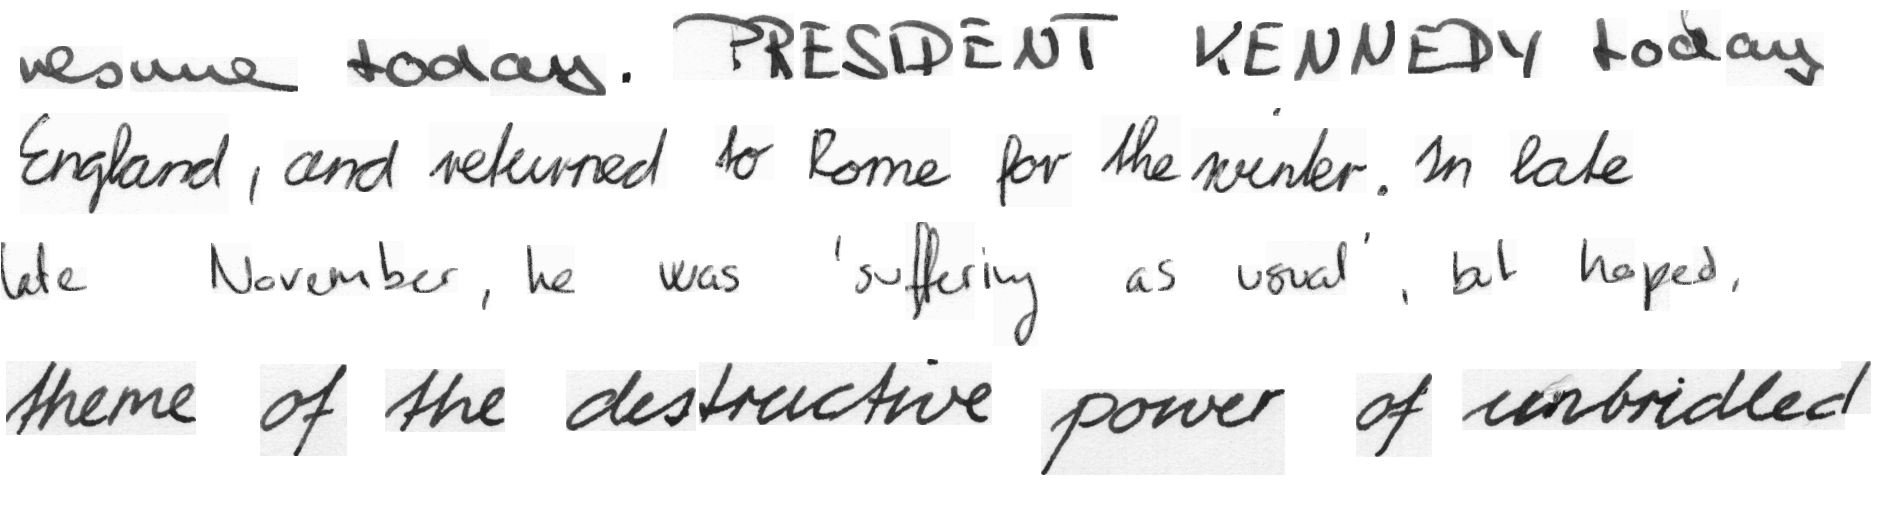 resume today. PRESIDENT KENNEDY today
England, and returned to Rome for the winter. In late
late November, he was 'suffering as usual', but hoped,
theme of the destructive power of unbridled